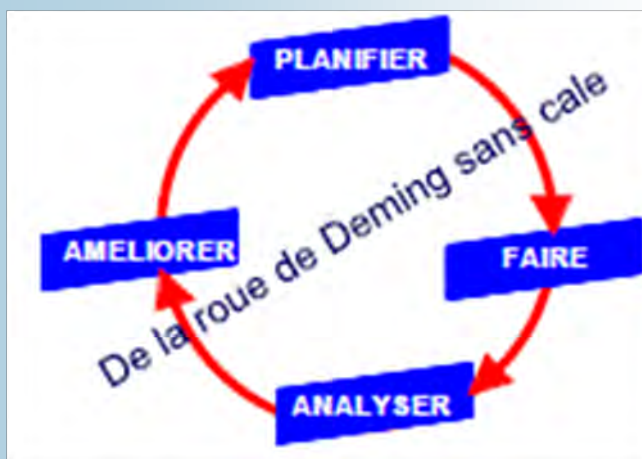 PLANIFIER
De la roue de Deming sans cale
AMELIORER
FAIRE
ANALYSER